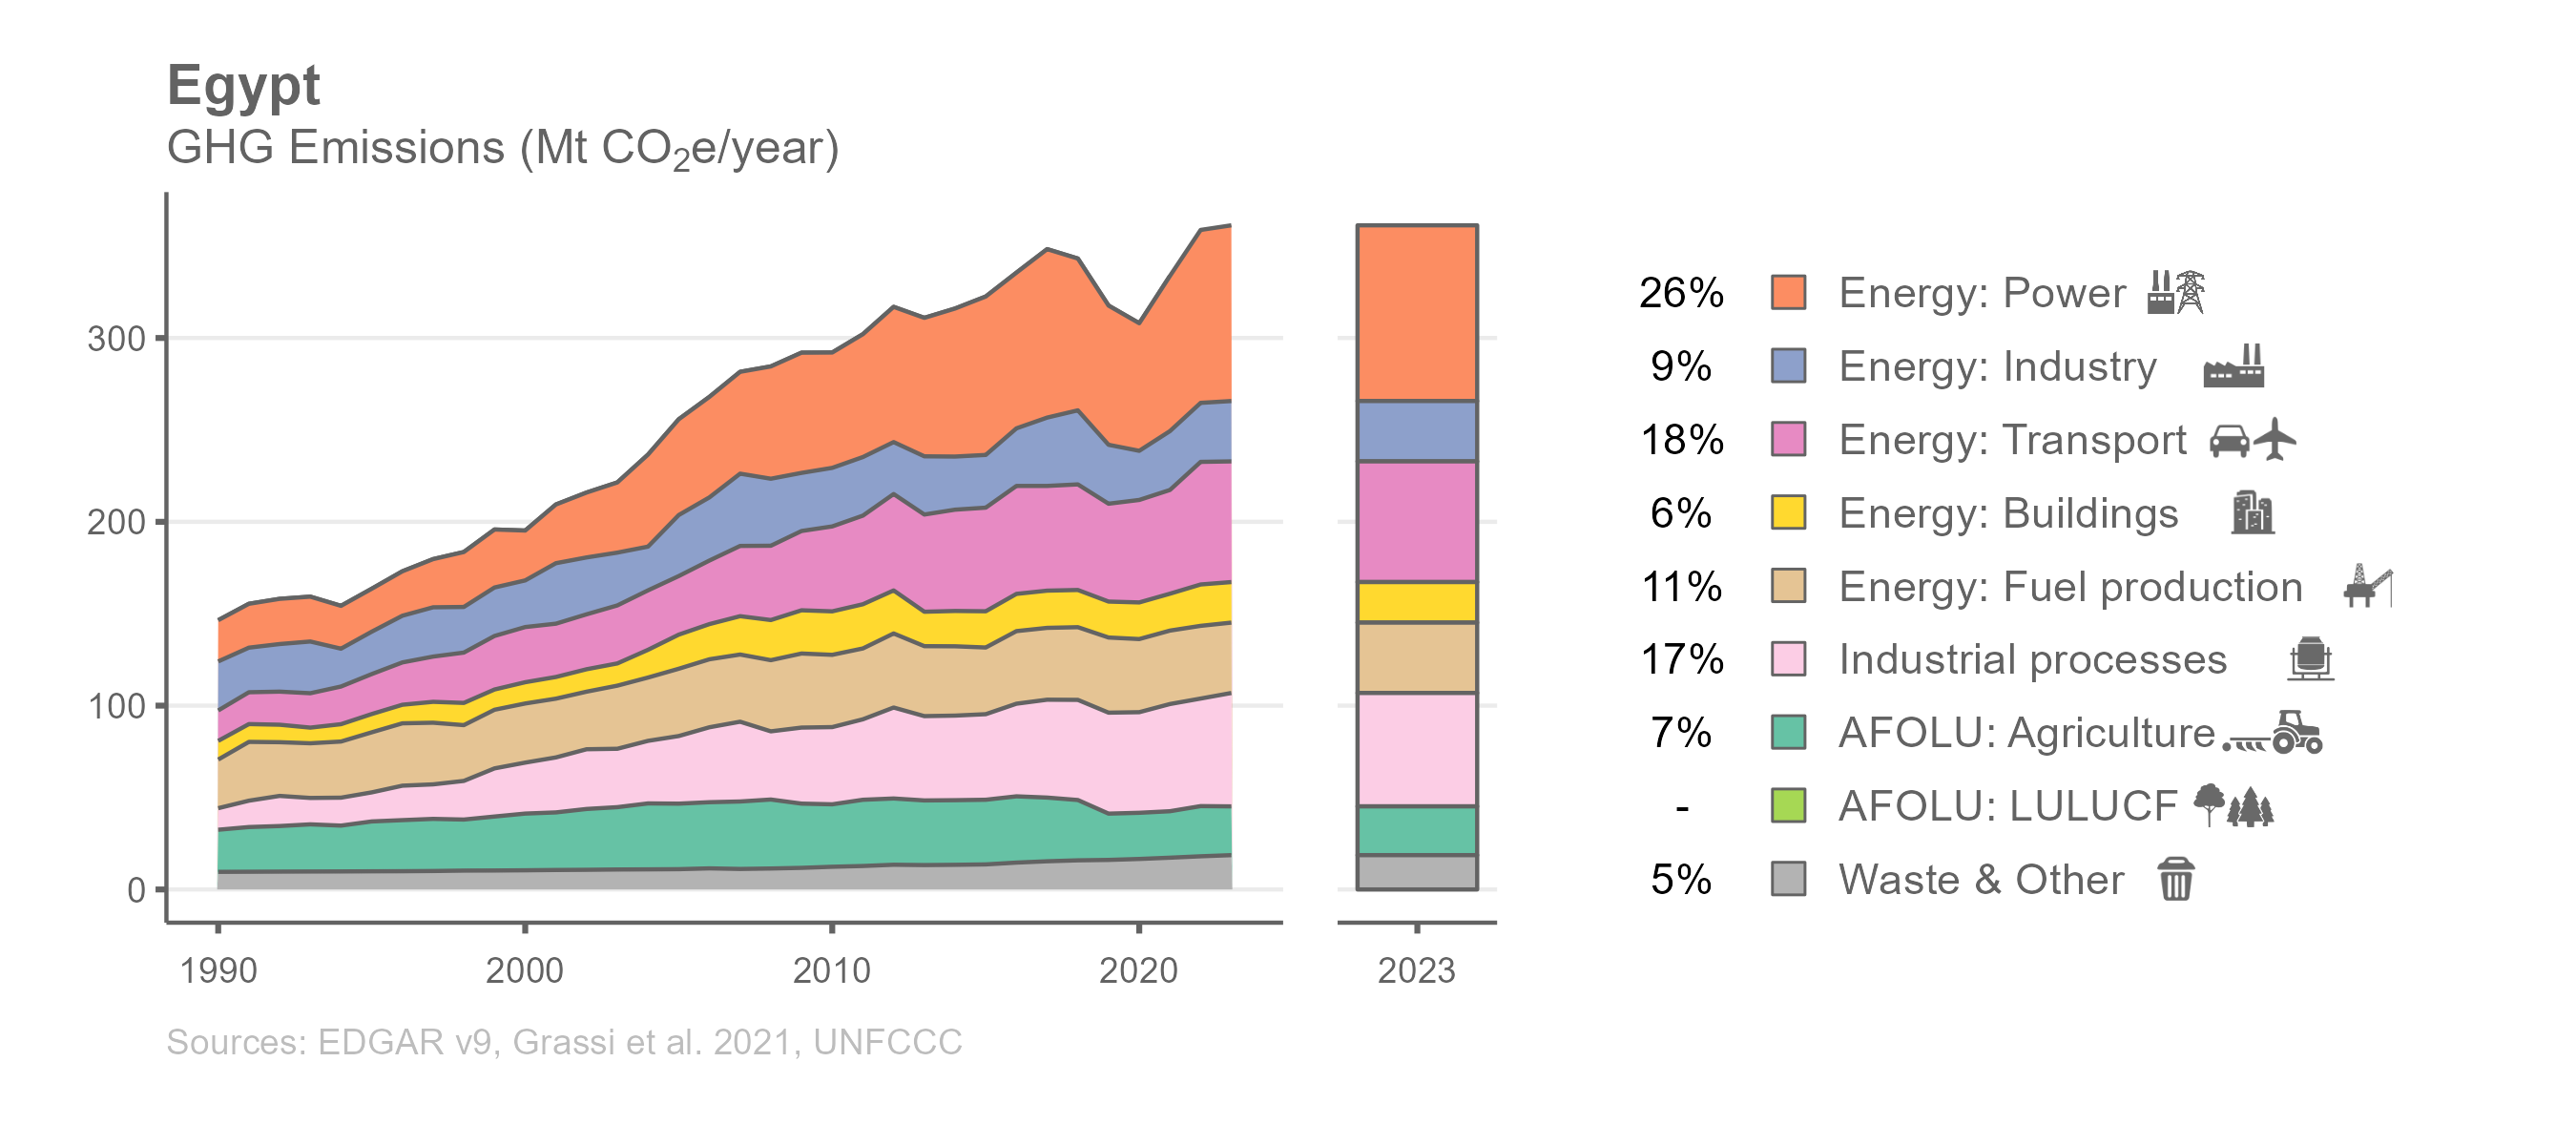 Egypt
GHG Emissions (Mt CO₂e/year)
300
200
100
0
1990 2000 2010 2020 2023
26% Energy: Power
9% Energy: Industry
18% Energy: Transport
6% Energy: Buildings
11% Energy: Fuel production
17% Industrial processes
7% AFOLU: Agriculture
- AFOLU: LULUCF
5% Waste & Other
Sources: EDGAR v9, Grassi et al. 2021, UNFCCC